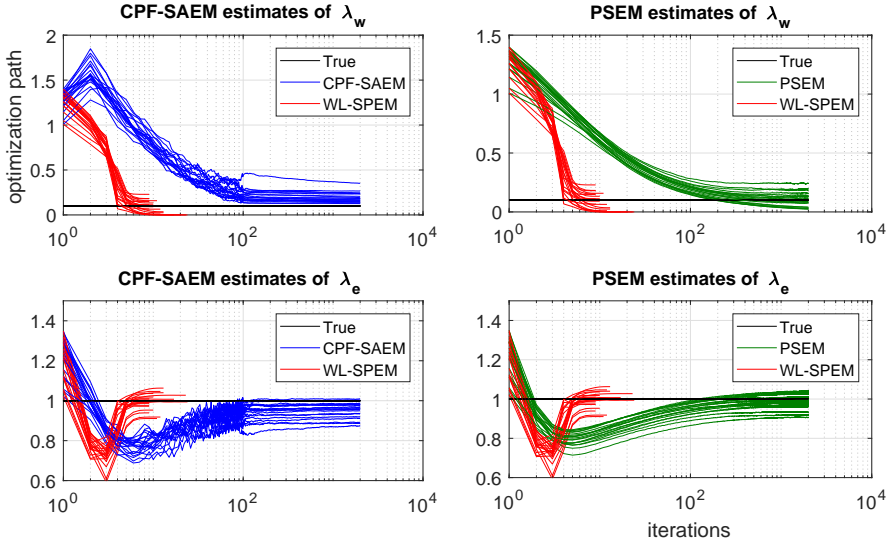 CPF-SAEM estimates of λw
optimization path
2
1.5
1
0.5
0
10^0
10^2
10^4
True
CPF-SAEM
WL-SPEM
PSEM estimates of λw
1.5
1
0.5
0
10^0
10^2
10^4
True
PSEM
WL-SPEM
CPF-SAEM estimates of λe
1.4
1.2
1
0.8
0.6
10^0
10^2
10^4
True
CPF-SAEM
WL-SPEM
PSEM estimates of λe
1.4
1.2
1
0.8
0.6
10^0
10^2
10^4
True
PSEM
WL-SPEM
iterations